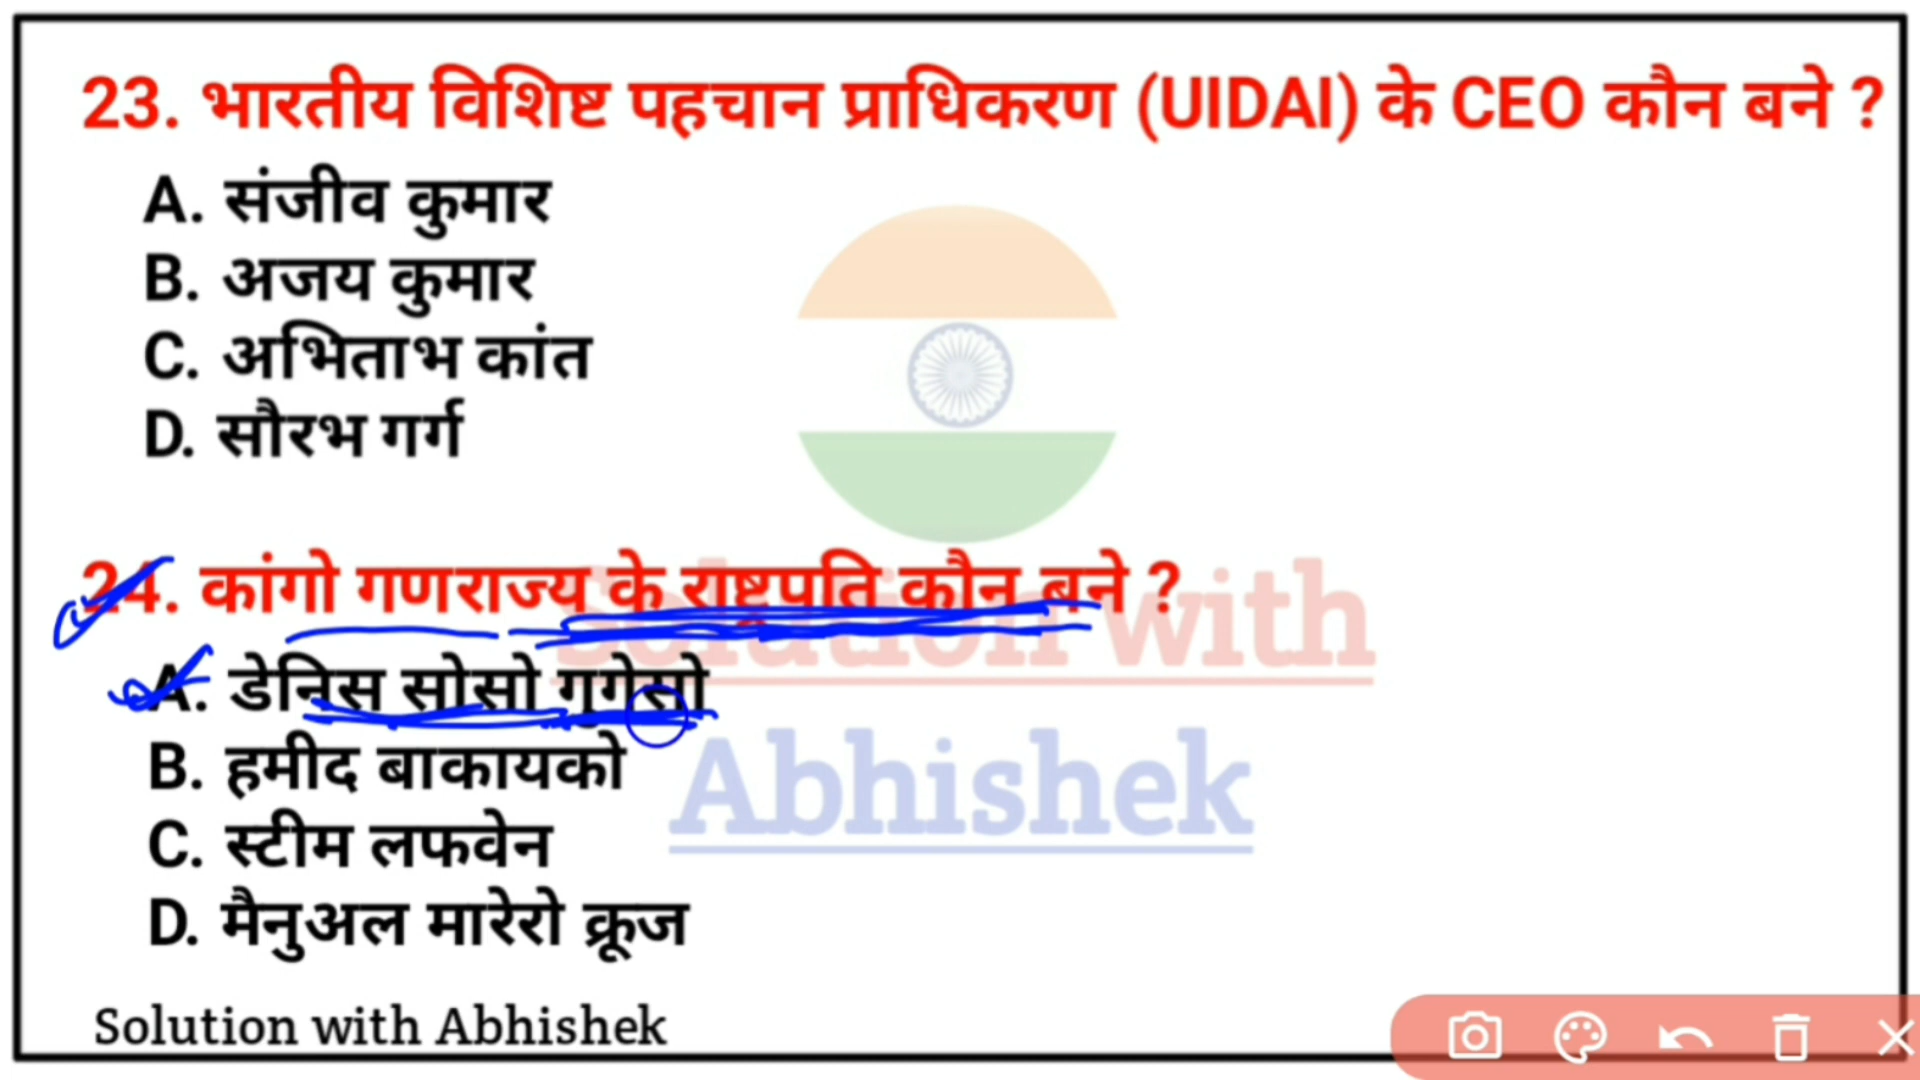 23. भारतीय विशिष्ट पहचान प्राधिकरण (UIDAI) के CEO कौन बने ?
A. संजीव कुमार
B. अजय कुमार
C. अभिताभ कांत
D. सौरभ गर्ग
24. कांगो गणराज्य के राष्ट्रपति कौन बने ?
A. डेनिस सोसो गुगेसो
B. हमीद बाकायको
C. स्टीम लफवेन
D. मैनुअल मारेरो क्रूज
Solution with
Abhishek
Solution with Abhishek